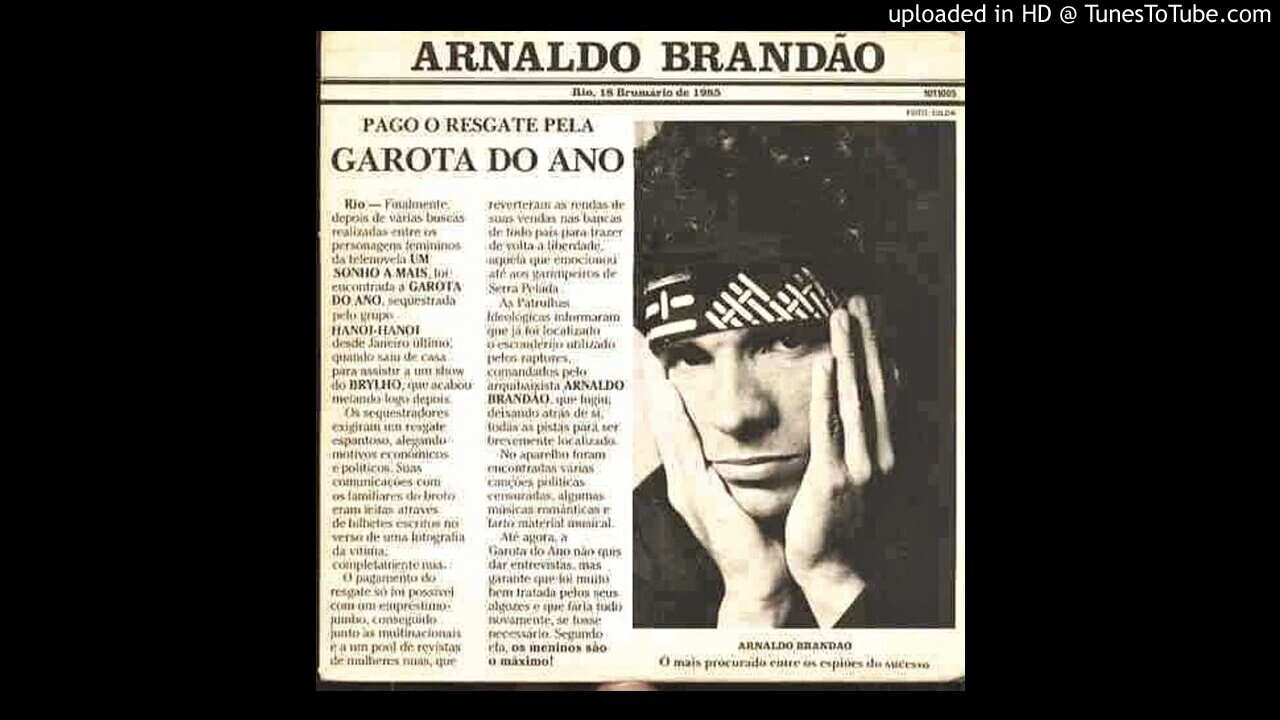 uploaded in HD @ TunesToTube.com
ARNALDO BRANDÃO
Rio, 18 Brumário de 1985
1011005
FOTO: GILDA
PAGO O RESGATE PELA
GAROTA DO ANO
Rio — Finalmente,
depois de várias buscas
realizadas entre os
personagens femininos
da telenovela UM
SONHO A MAIS, foi
encontrada a GAROTA
DO ANO, sequestrada
pelo grupo
HANOI-HANOI
desde Janeiro último,
quando saiu de casa
para assistir a um show
do BRYLHO, que acabou
melando logo depois.
Os sequestradores
exigiram um resgate
espantoso, alegando
motivos econômicos
e políticos. Suas
comunicações com
os familiares do broto
eram feitas através
de bilhetes escritos no
verso de uma fotografia
da vítima,
completamente nua.
O pagamento do
resgate só foi possível
com um empréstimo-
jumbo, conseguido
junto às multinacionais
e a um pool de revistas
de mulheres nuas, que
reverteram as rendas de
suas vendas nas bancas
de todo país para trazer
de volta a liberdade,
aquela que emocionou
até aos garimpeiros de
Serra Pelada.
As Patrulhas
Ideológicas informaram
que já foi localizado
o esconderijo utilizado
pelos raptores,
comandados pelo
arquibaixista ARNALDO
BRANDÃO, que fugiu,
deixando atrás de si,
todas as pistas para ser
brevemente localizado.
No aparelho foram
encontradas várias
canções políticas
censuradas, algumas
músicas românticas e
farto material musical.
Até agora, a
Garota do Ano não quis
dar entrevistas, mas
garante que foi muito
bem tratada pelos seus
algozes e que faria tudo
novamente, se fosse
necessário. Segundo
ela, os meninos são
o máximo!
ARNALDO BRANDÃO
O mais procurado entre os espiões do sucesso